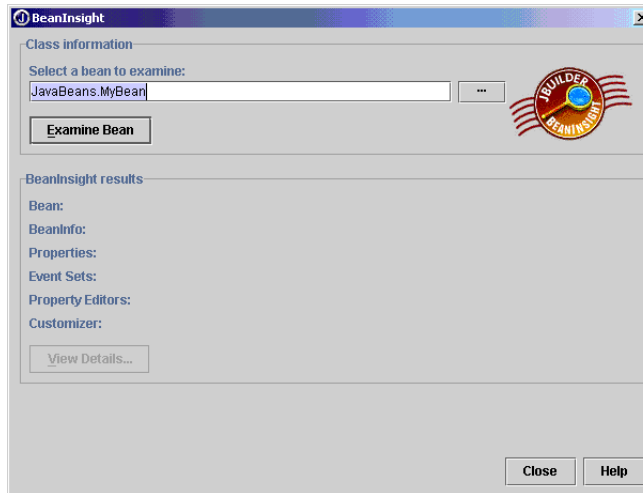 BeanInsight
Class information
Select a bean to examine:
JavaBeans.MyBean
...
JBUILDER
BEANINSIGHT
Examine Bean
BeanInsight results
Bean:
BeanInfo:
Properties:
Event Sets:
Property Editors:
Customizer:
View Details...
Close Help